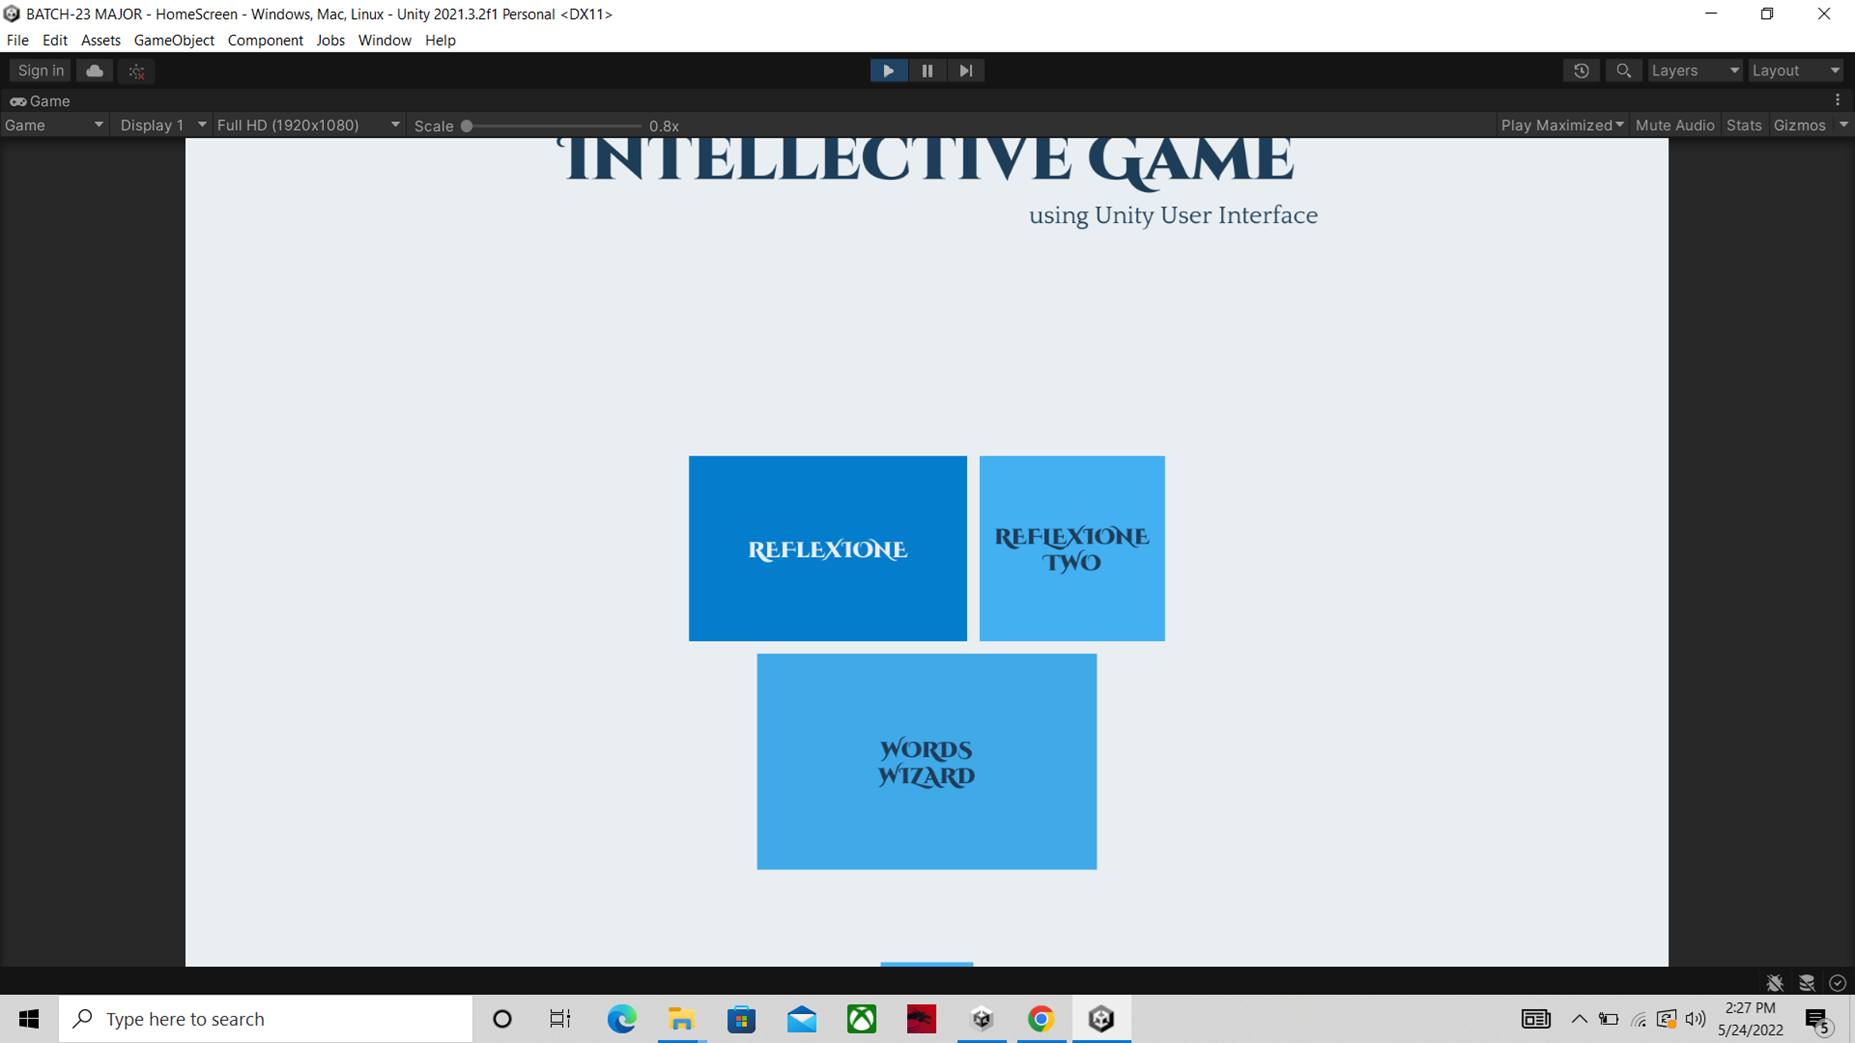 BATCH-23 MAJOR - HomeScreen - Windows, Mac, Linux - Unity 2021.3.2f1 Personal <DX11>
File Edit Assets GameObject Component Jobs Window Help
Sign in Layers Layout
Game
Game Display 1 Full HD (1920x1080) Scale 0.8x Play Maximized Mute Audio Stats Gizmos
INTELLECTIVE GAME
using Unity User Interface
REFLEXIONE
REFLEXIONE
TWO
WORDS
WIZARD
Type here to search
2:27 PM
5/24/2022
5